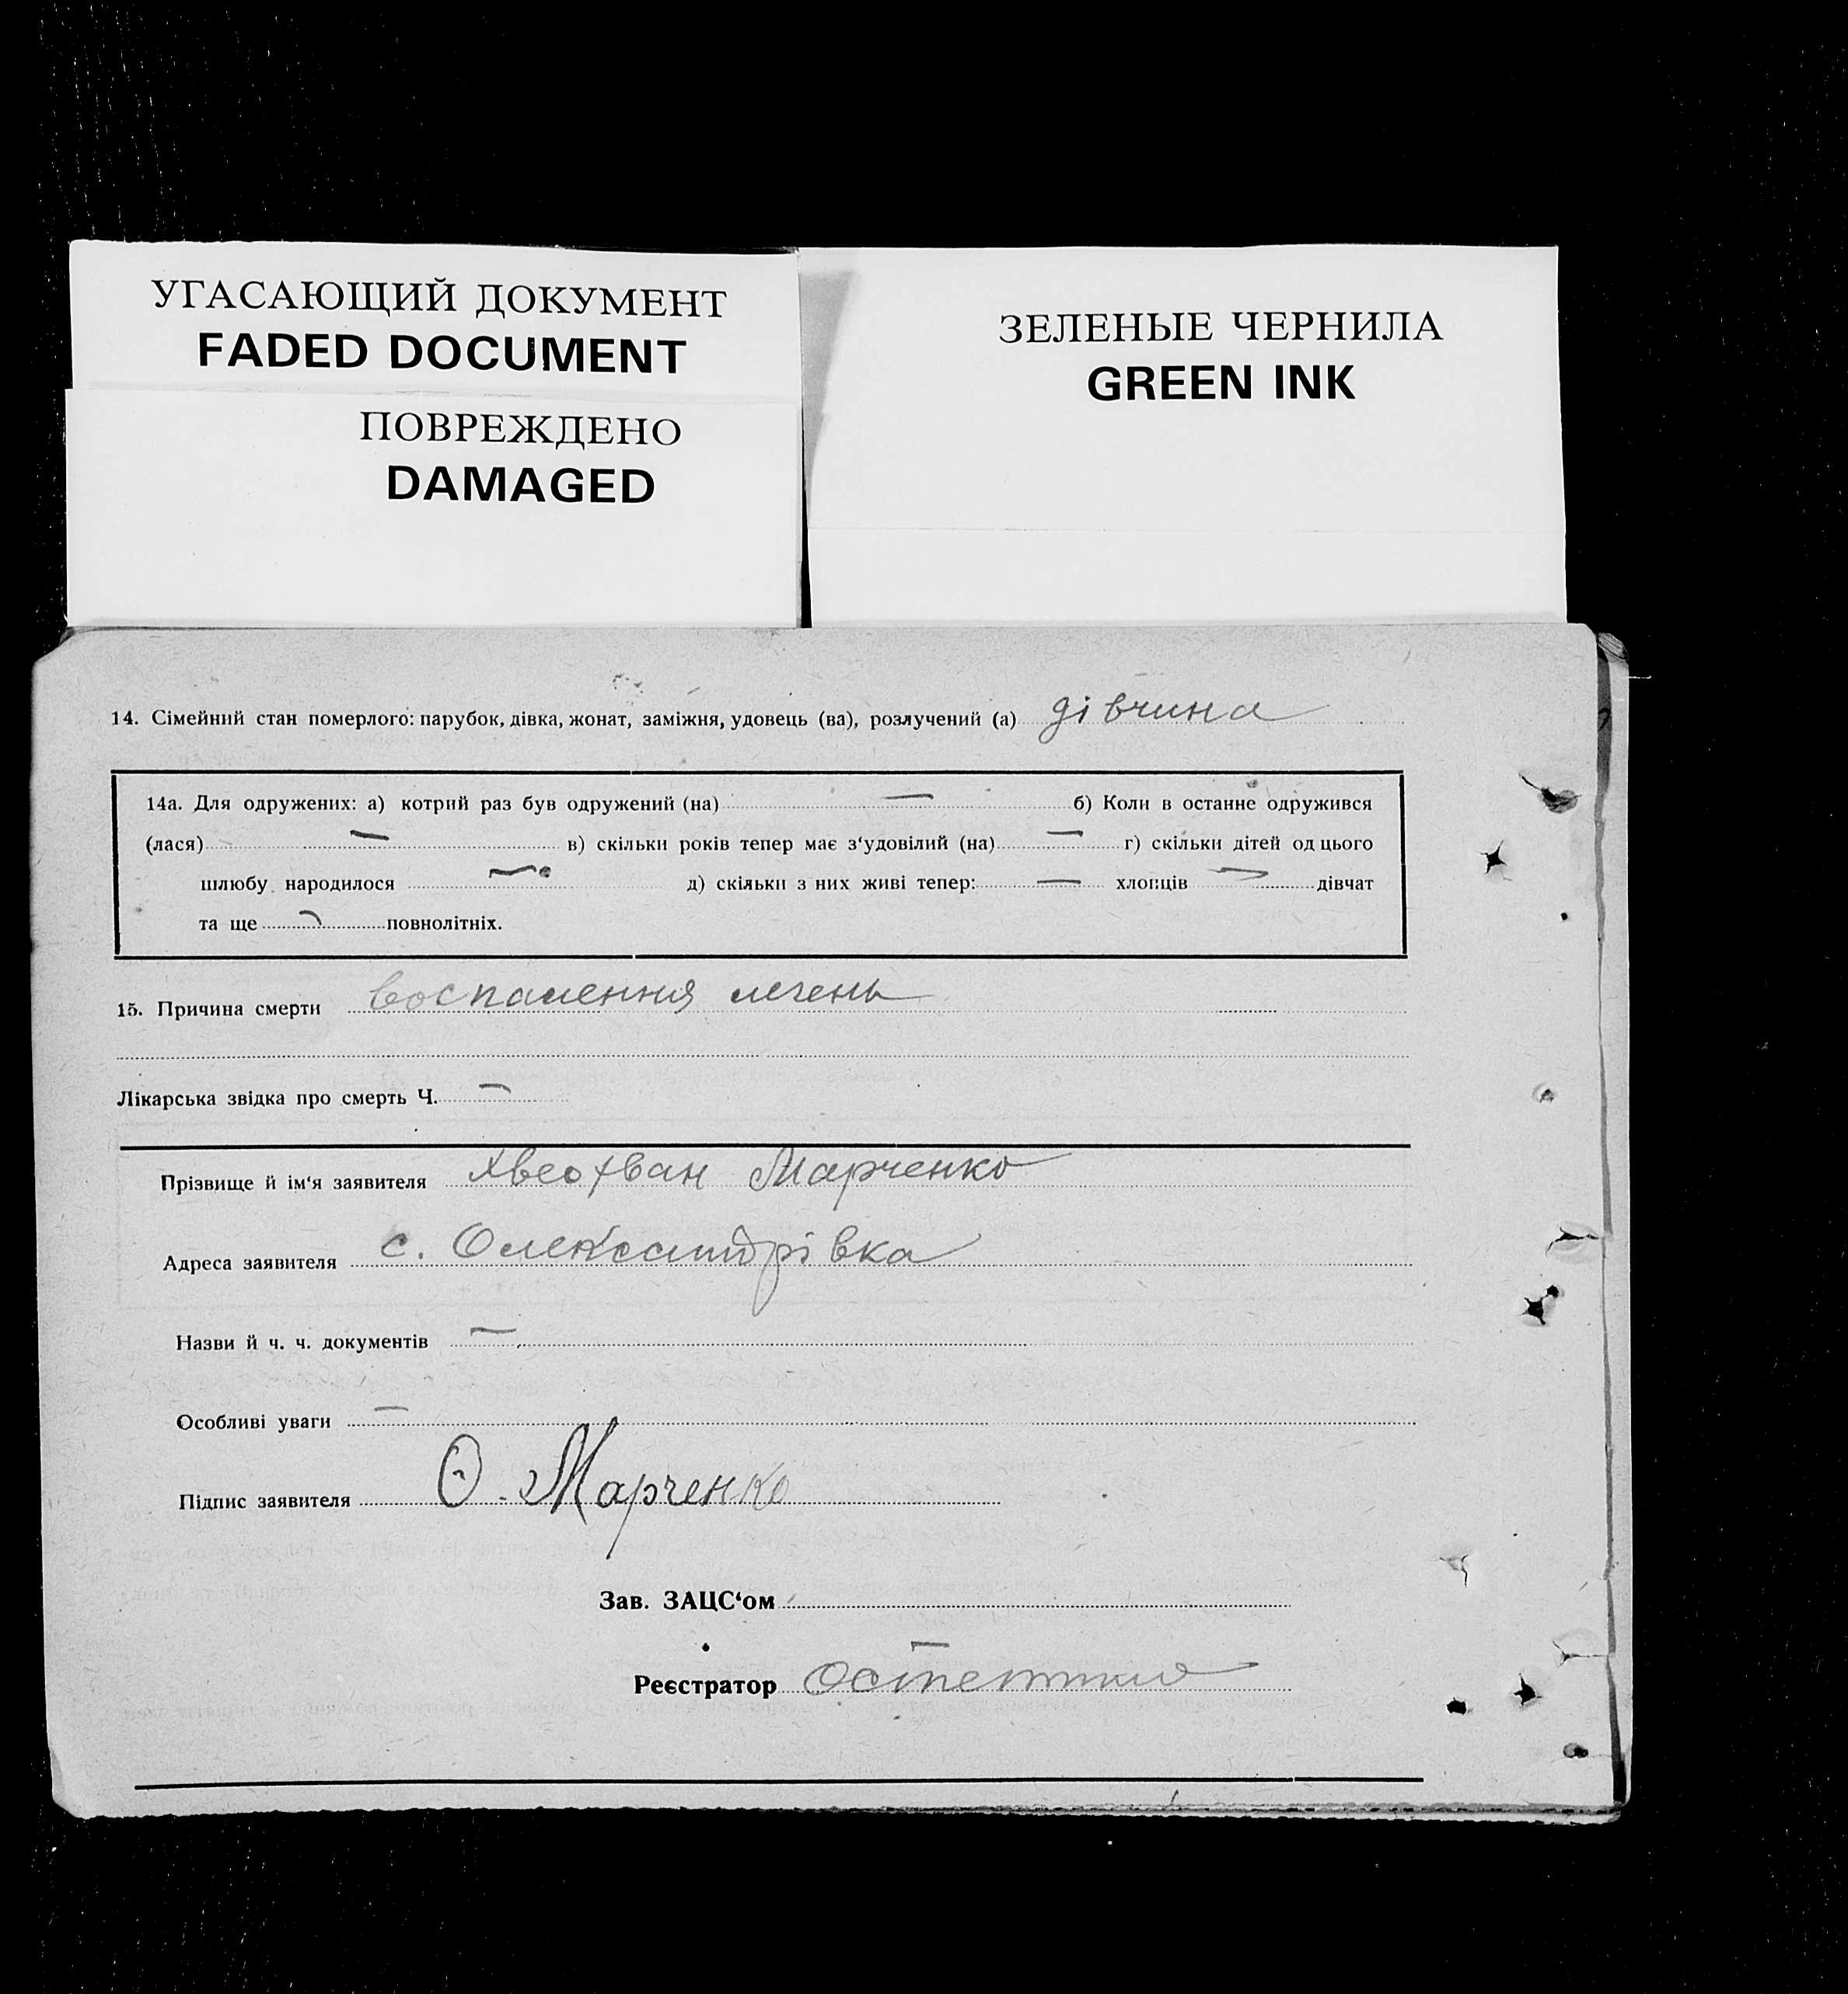 УГАСАЮЩИЙ ДОКУМЕНТ
FADED DOCUMENT
ПОВРЕЖДЕНО
DAMAGED
ЗЕЛЕНЫЕ ЧЕРНИЛА
GREEN INK
14. Сімейний стан померлого: парубок, дівка, жонат, заміжня, удовець (ва), розлучений (а) дівчина
14а. Для одружених: а) котрий раз був одружений (на) — б) Коли в останнє одружився
(лася) — в) скільки років тепер має з‘удовілий (на) — г) скільки дітей од цього
шлюбу народилося — д) скільки з них живі тепер: — хлопців — дівчат
та ще — повнолітніх.
15. Причина смерти воспалення легень
Лікарська звідка про смерть Ч. —
Прізвище й ім‘я заявителя Марченко
Адреса заявителя с. Олександрівка
Назви й ч. ч. документів —
Особливі уваги —
Підпис заявителя Ѳ. Марченко
Зав. ЗАЦС‘ом
Реєстратор